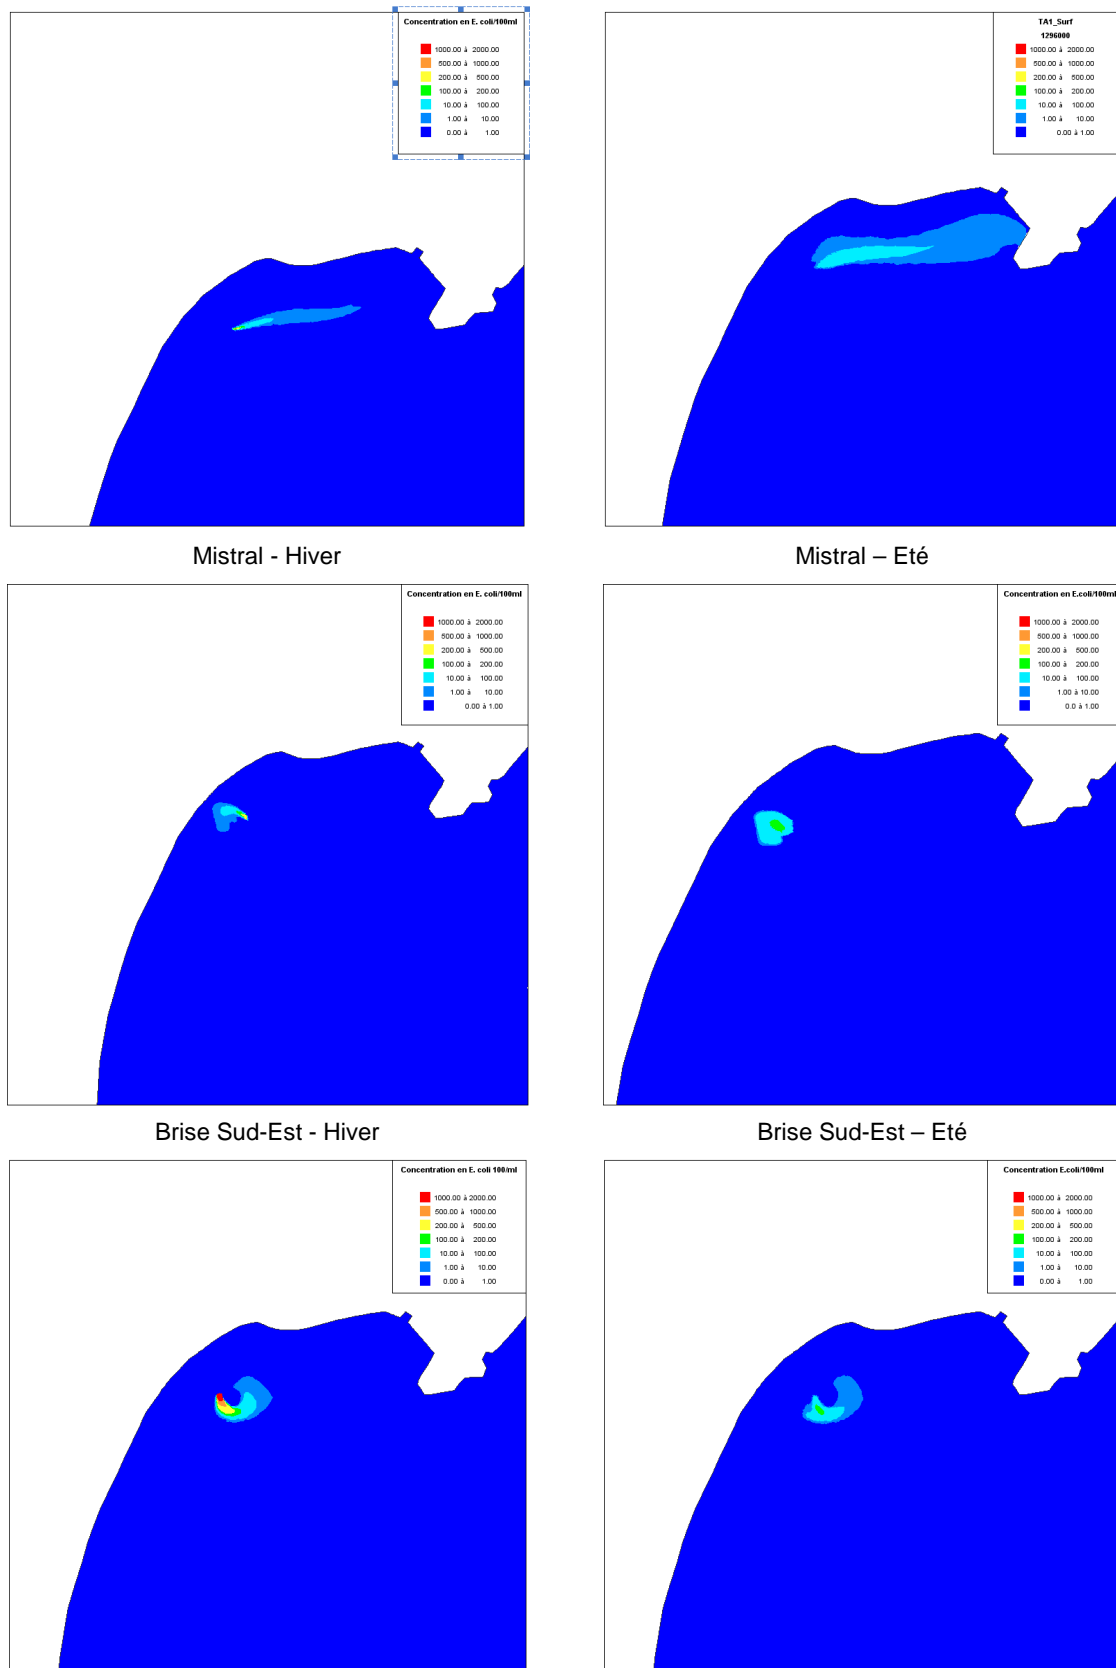 Concentration en E. coli/100ml
1000.00 à 2000.00
500.00 à 1000.00
200.00 à 500.00
100.00 à 200.00
10.00 à 100.00
1.00 à 10.00
0.00 à 1.00
TA1_Surf
1296000
1000.00 à 2000.00
500.00 à 1000.00
200.00 à 500.00
100.00 à 200.00
10.00 à 100.00
1.00 à 10.00
0.00 à 1.00
Mistral - Hiver
Mistral – Eté
Concentration en E. coli/100ml
1000.00 à 2000.00
500.00 à 1000.00
200.00 à 500.00
100.00 à 200.00
10.00 à 100.00
1.00 à 10.00
0.00 à 1.00
Concentration en E.coli/100ml
1000.00 à 2000.00
500.00 à 1000.00
200.00 à 500.00
100.00 à 200.00
10.00 à 100.00
1.00 à 10.00
0.0 à 1.00
Brise Sud-Est - Hiver
Brise Sud-Est – Eté
Concentration en E. coli 100/ml
1000.00 à 2000.00
500.00 à 1000.00
200.00 à 500.00
100.00 à 200.00
10.00 à 100.00
1.00 à 10.00
0.00 à 1.00
Concentration E.coli/100ml
1000.00 à 2000.00
500.00 à 1000.00
200.00 à 500.00
100.00 à 200.00
10.00 à 100.00
1.00 à 10.00
0.00 à 1.00